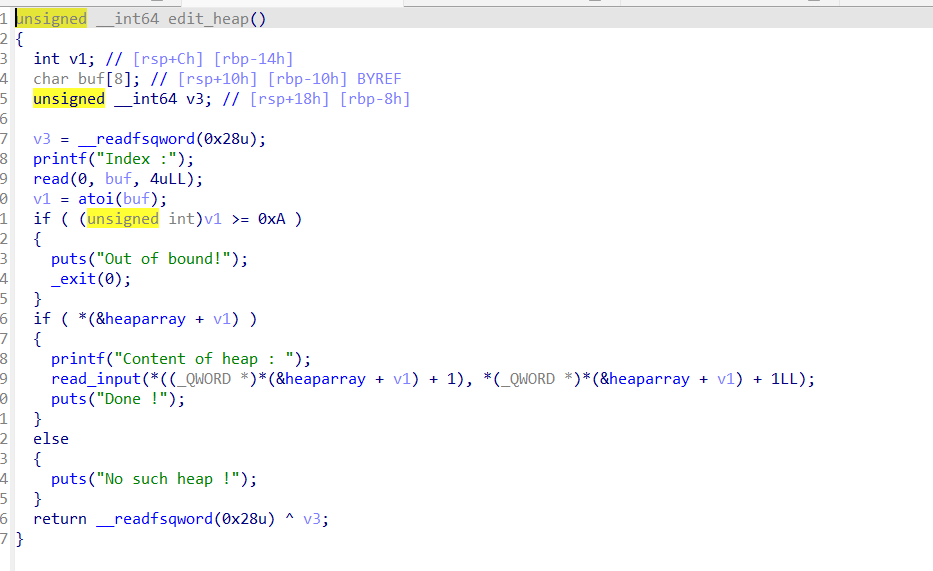 1 unsigned __int64 edit_heap()
2 {
3 int v1; // [rsp+Ch] [rbp-14h]
4 char buf[8]; // [rsp+10h] [rbp-10h] BYREF
5 unsigned __int64 v3; // [rsp+18h] [rbp-8h]
6
7 v3 = __readfsqword(0x28u);
8 printf("Index :");
9 read(0, buf, 4uLL);
0 v1 = atoi(buf);
1 if ( (unsigned int)v1 >= 0xA )
2 {
3 puts("Out of bound!");
4 _exit(0);
5 }
6 if ( *(&heaparray + v1) )
7 {
8 printf("Content of heap : ");
9 read_input(*((_QWORD *)*(&heaparray + v1) + 1), *(_QWORD *)*(&heaparray + v1) + 1LL);
0 puts("Done !");
1 }
2 else
3 {
4 puts("No such heap !");
5 }
6 return __readfsqword(0x28u) ^ v3;
7 }